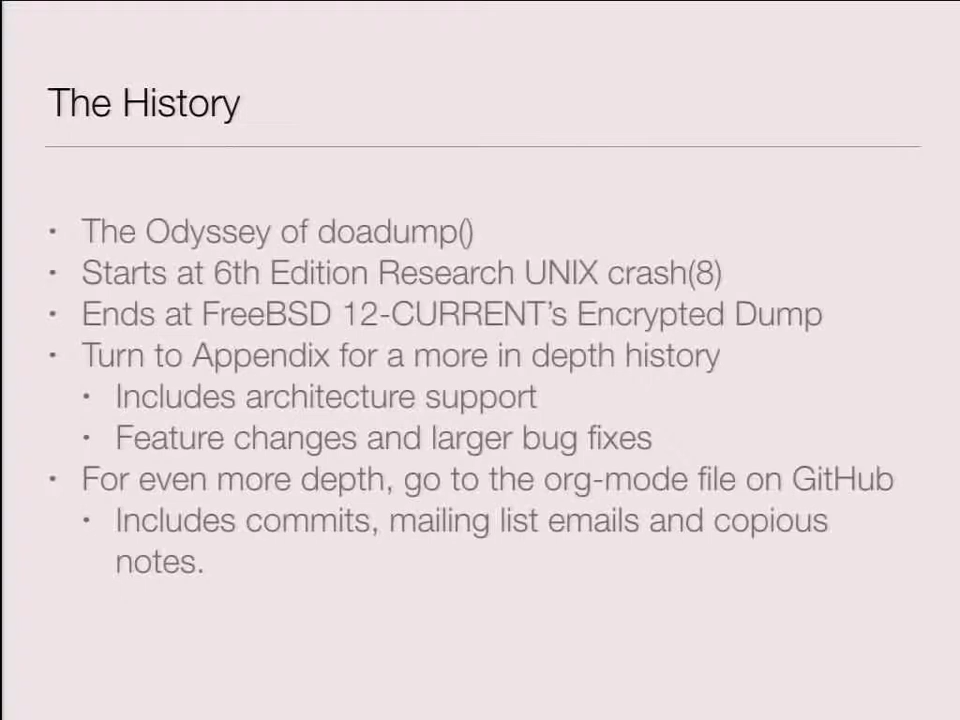 The History
• The Odyssey of doadump()
• Starts at 6th Edition Research UNIX crash(8)
• Ends at FreeBSD 12-CURRENT’s Encrypted Dump
• Turn to Appendix for a more in depth history
• Includes architecture support
• Feature changes and larger bug fixes
• For even more depth, go to the org-mode file on GitHub
• Includes commits, mailing list emails and copious
notes.